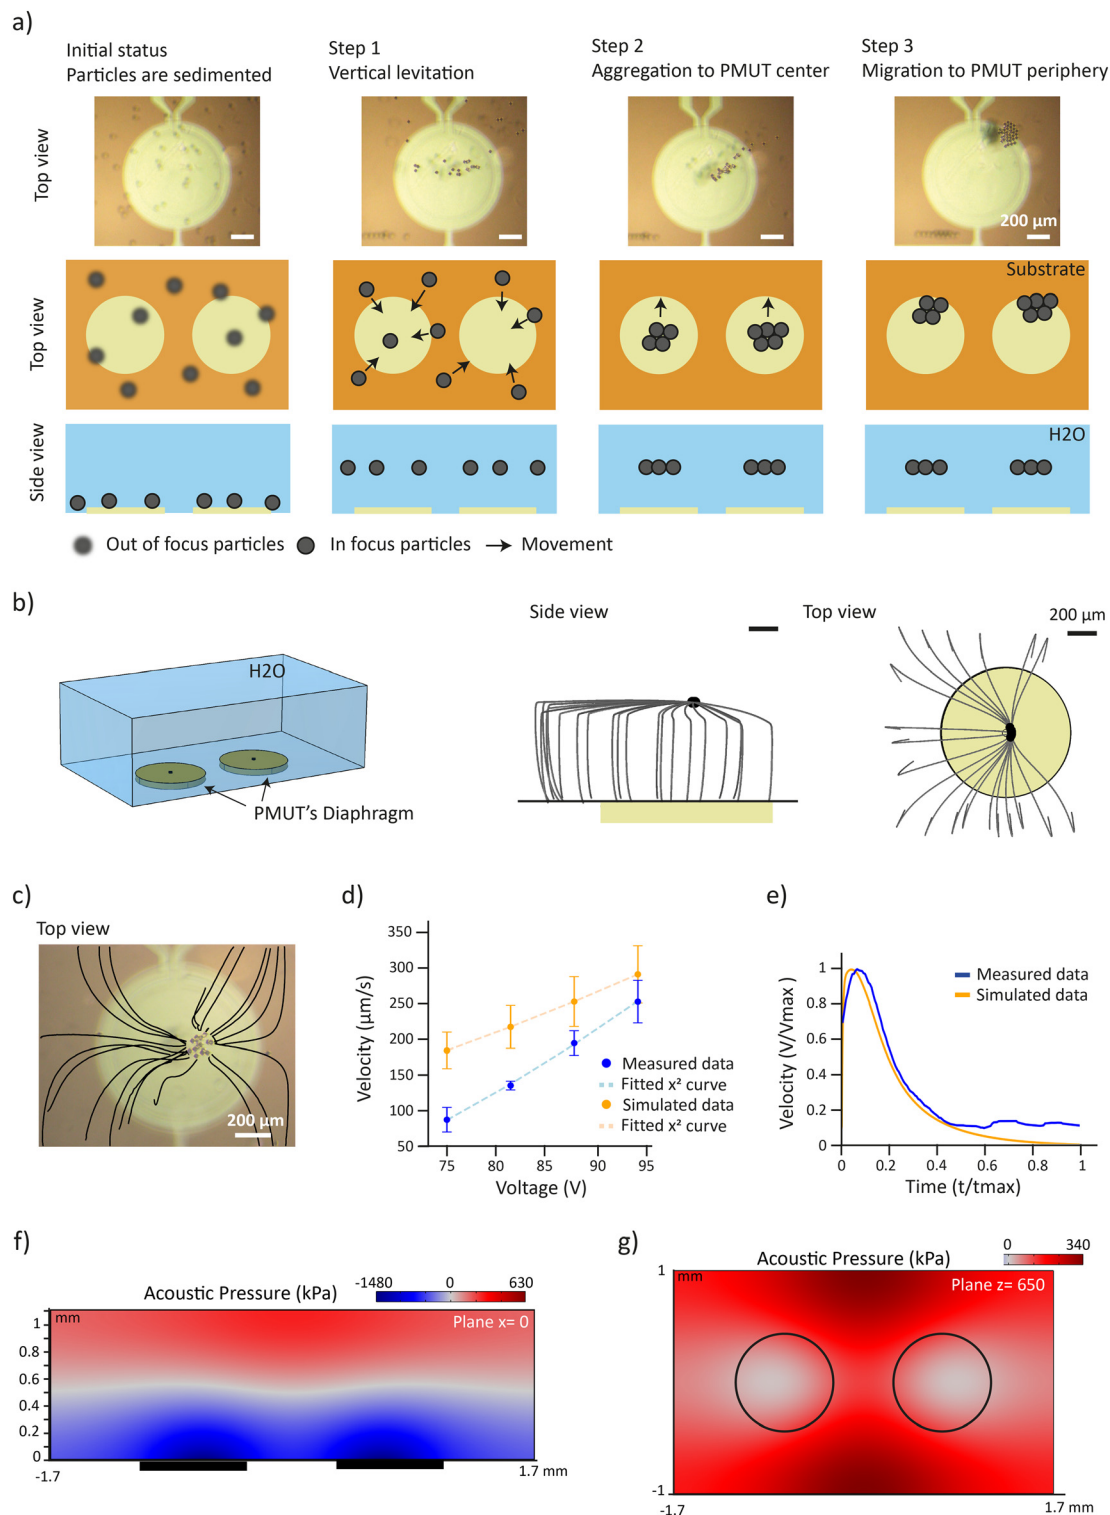 a)
Initial status
Particles are sedimented
Step 1
Vertical levitation
Step 2
Aggregation to PMUT center
Step 3
Migration to PMUT periphery
Top view
200 µm
Top view
Substrate
Side view
H2O
Out of focus particles
In focus particles
Movement
b)
H2O
PMUT's Diaphragm
Side view
Top view
200 µm
c)
Top view
200 µm
d)
Velocity (µm/s)
350
300
250
200
150
100
50
75
80
85
90
95
Voltage (V)
Measured data
Fitted x² curve
Simulated data
Fitted x² curve
e)
Velocity (V/Vmax )
1
0.8
0.6
0.4
0.2
0
0
0.2
0.4
0.6
0.8
1
Time (t/tmax)
Measured data
Simulated data
f)
Acoustic Pressure (kPa)
-1480
0
630
mm
Plane x= 0
1
0.8
0.6
0.4
0.2
0
-1.7
1.7 mm
g)
Acoustic Pressure (kPa)
0
340
1
mm
Plane z= 650
-1
-1.7
1.7 mm